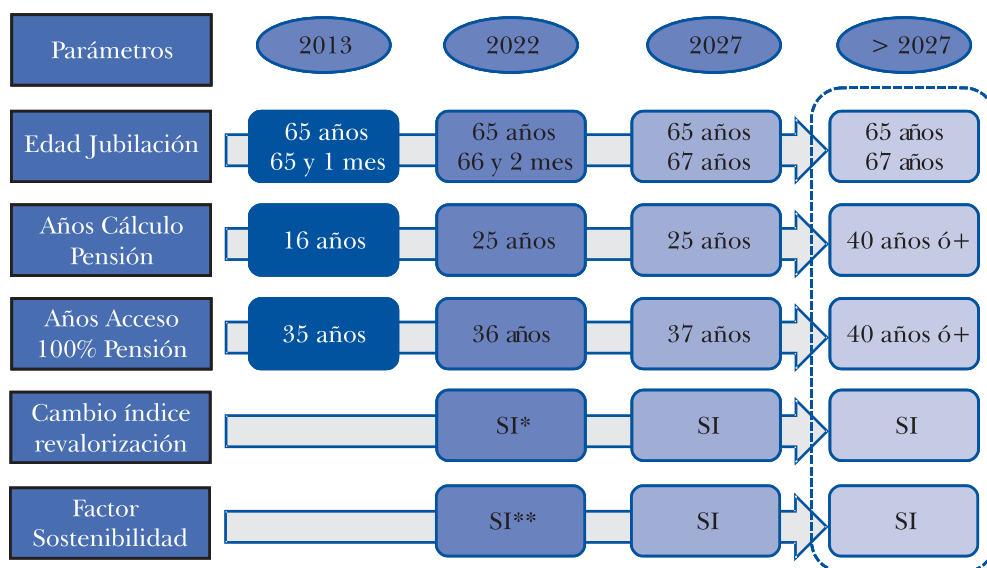 Parámetros
2013
2022
2027
> 2027
Edad Jubilación
65 años
65 y 1 mes
65 años
66 y 2 mes
65 años
67 años
65 años
67 años
Años Cálculo
Pensión
16 años
25 años
25 años
40 años ó+
Años Acceso
100% Pensión
35 años
36 años
37 años
40 años ó+
Cambio índice
revalorización
SI*
SI
SI
Factor
Sostenibilidad
SI**
SI
SI